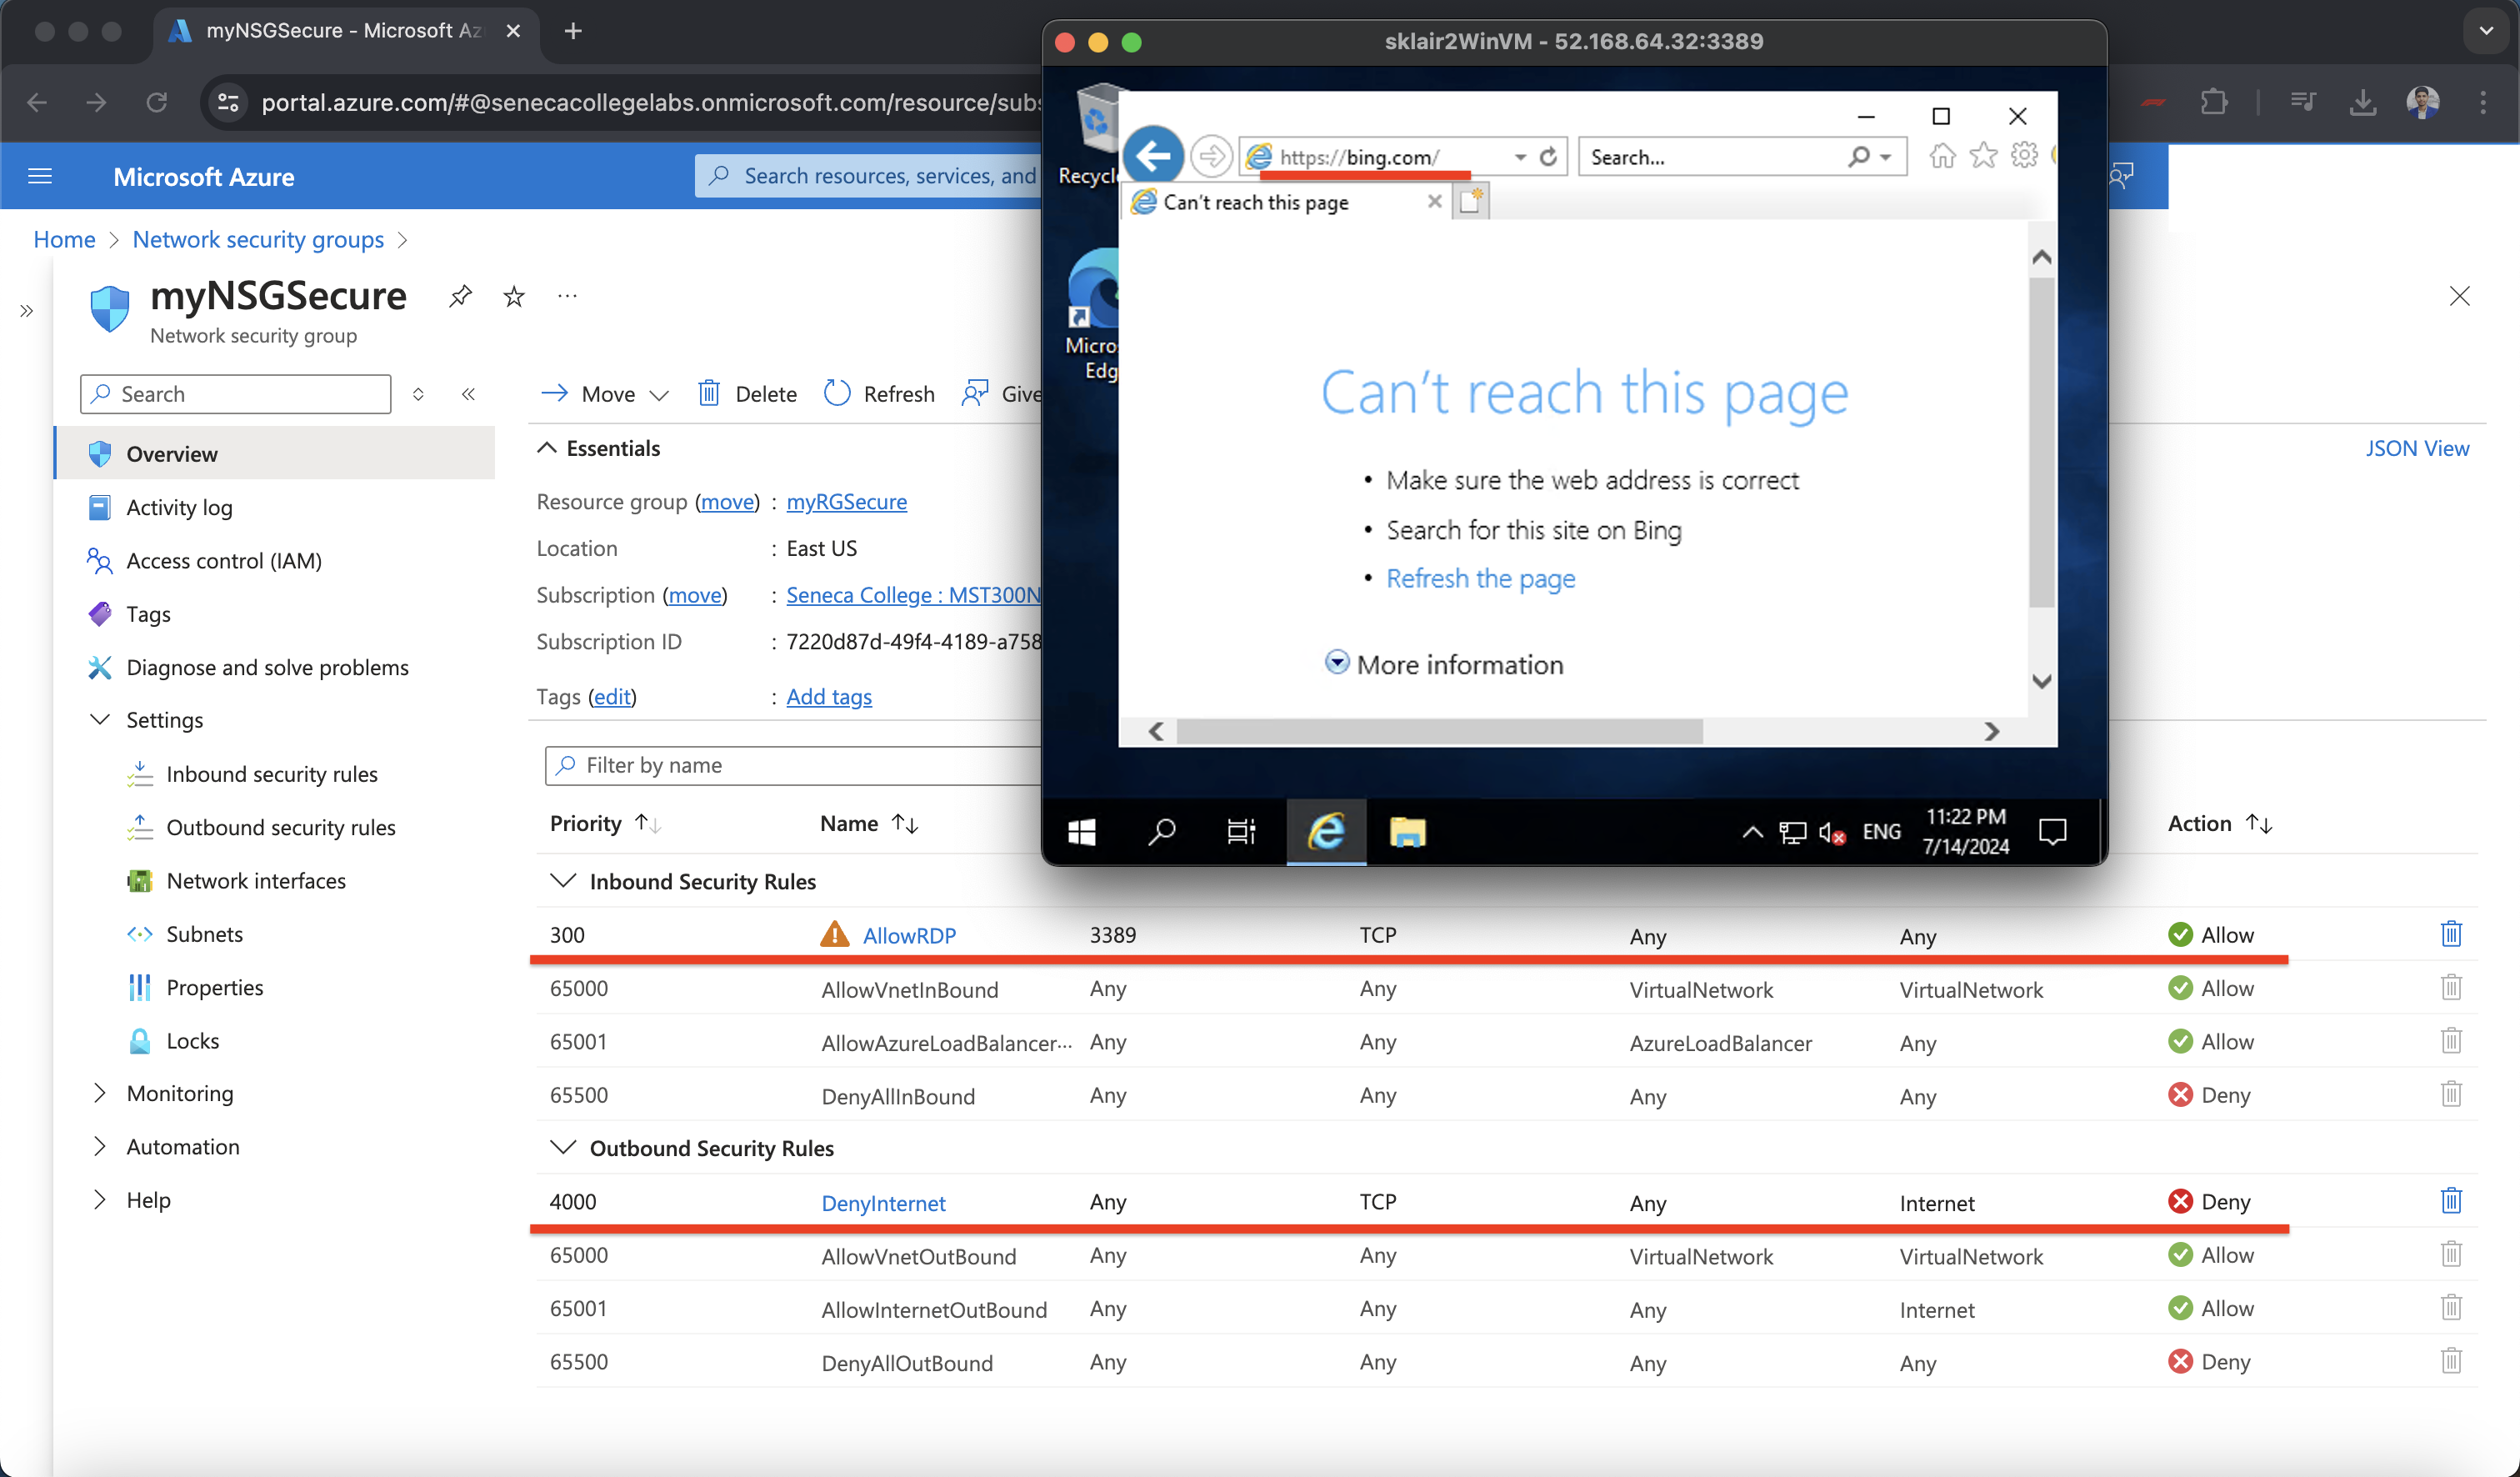 myNSGSecure - Microsoft Az
portal.azure.com/#@senecacollegelabs.onmicrosoft.com/resource/subs
Microsoft Azure
Search resources, services, and
Home > Network security groups >
myNSGSecure
Network security group
Search
Overview
Activity log
Access control (IAM)
Tags
Diagnose and solve problems
Settings
Inbound security rules
Outbound security rules
Network interfaces
Subnets
Properties
Locks
Monitoring
Automation
Help
Move
Delete
Refresh
Give
Essentials
JSON View
Resource group (move) : myRGSecure
Location : East US
Subscription (move) : Seneca College : MST300N
Subscription ID : 7220d87d-49f4-4189-a758
Tags (edit) : Add tags
Filter by name
Priority Name Action
Inbound Security Rules
300 AllowRDP 3389 TCP Any Any Allow
65000 AllowVnetInBound Any Any VirtualNetwork VirtualNetwork Allow
65001 AllowAzureLoadBalancer... Any Any AzureLoadBalancer Any Allow
65500 DenyAllInBound Any Any Any Any Deny
Outbound Security Rules
4000 DenyInternet Any TCP Any Internet Deny
65000 AllowVnetOutBound Any Any VirtualNetwork VirtualNetwork Allow
65001 AllowInternetOutBound Any Any Any Internet Allow
65500 DenyAllOutBound Any Any Any Any Deny
sklair2WinVM - 52.168.64.32:3389
Recycl
Micro
Edg
https://bing.com/
Search...
Can't reach this page
Can't reach this page
• Make sure the web address is correct
• Search for this site on Bing
• Refresh the page
More information
ENG
11:22 PM
7/14/2024